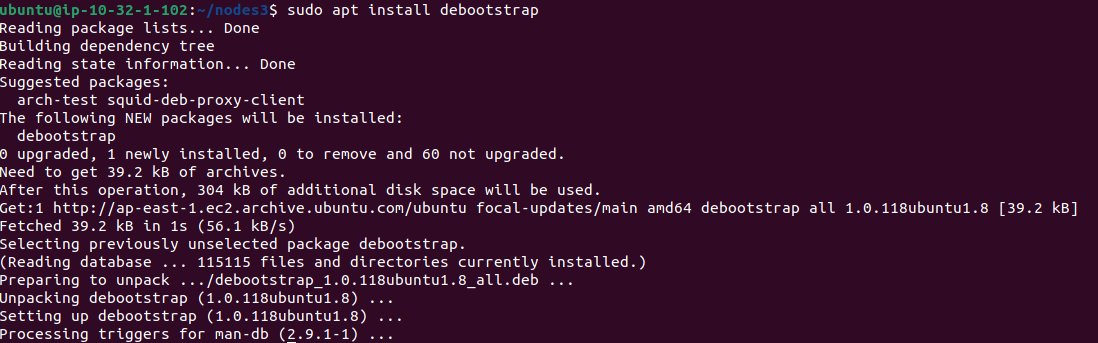 ubuntu@ip-10-32-1-102:~/nodes3$ sudo apt install debootstrap
Reading package lists... Done
Building dependency tree
Reading state information... Done
Suggested packages:
  arch-test squid-deb-proxy-client
The following NEW packages will be installed:
  debootstrap
0 upgraded, 1 newly installed, 0 to remove and 60 not upgraded.
Need to get 39.2 kB of archives.
After this operation, 304 kB of additional disk space will be used.
Get:1 http://ap-east-1.ec2.archive.ubuntu.com/ubuntu focal-updates/main amd64 debootstrap all 1.0.118ubuntu1.8 [39.2 kB]
Fetched 39.2 kB in 1s (56.1 kB/s)
Selecting previously unselected package debootstrap.
(Reading database ... 115115 files and directories currently installed.)
Preparing to unpack .../debootstrap_1.0.118ubuntu1.8_all.deb ...
Unpacking debootstrap (1.0.118ubuntu1.8) ...
Setting up debootstrap (1.0.118ubuntu1.8) ...
Processing triggers for man-db (2.9.1-1) ...